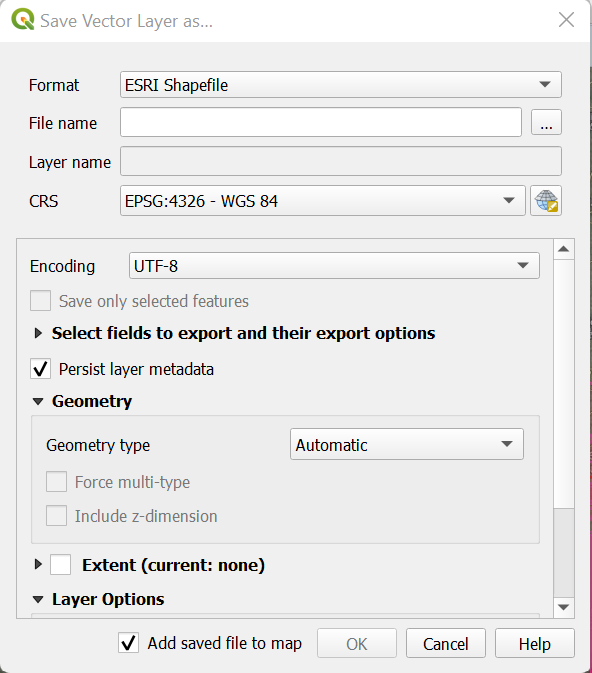 Save Vector Layer as...
Format ESRI Shapefile
File name ...
Layer name
CRS EPSG:4326 - WGS 84
Encoding UTF-8
Save only selected features
Select fields to export and their export options
Persist layer metadata
Geometry
Geometry type Automatic
Force multi-type
Include z-dimension
Extent (current: none)
Layer Options
Add saved file to map OK Cancel Help